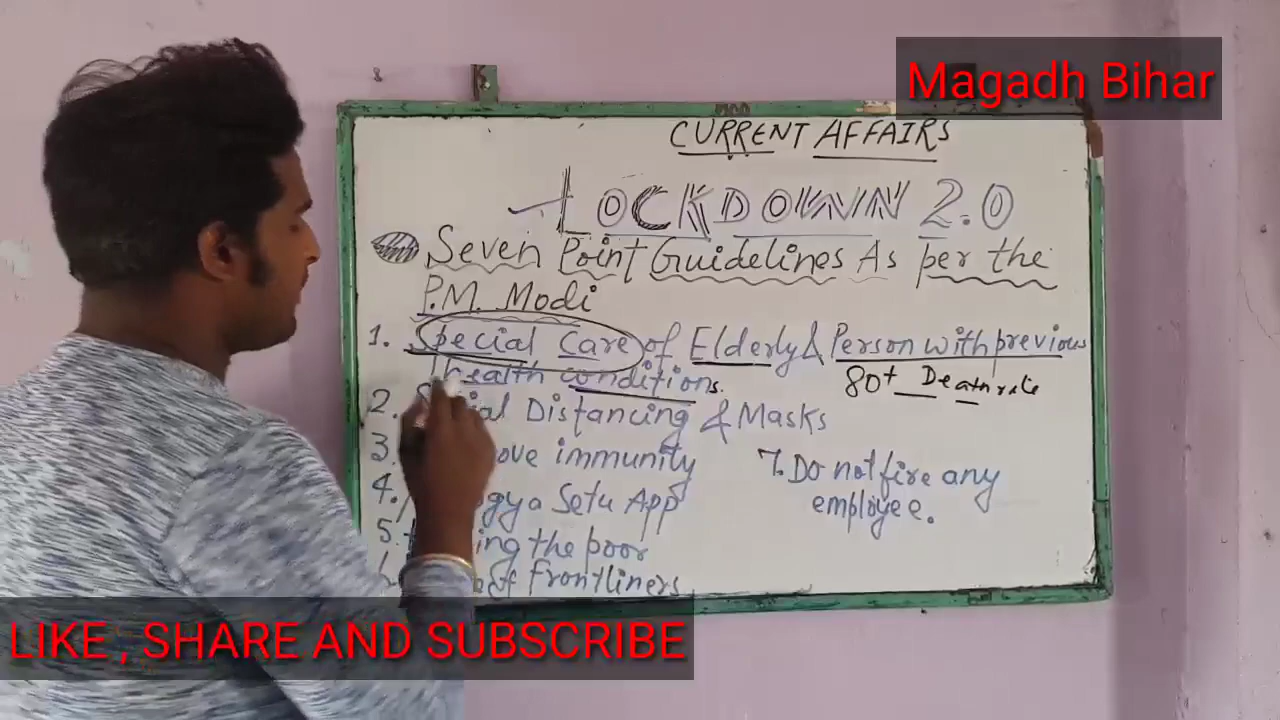 Magadh Bihar
CURRENT AFFAIRS
LOCKDOWN 2.0
Seven Point Guidelines As per the
P.M. Modi
1. Special Care of Elderly & Person with previous
health conditions.
80+ Death rate
2. Distancing & Masks
3. immunity
4. Setu App
5. the poor
of Frontliners
7. Do not fire any
employee.
LIKE , SHARE AND SUBSCRIBE